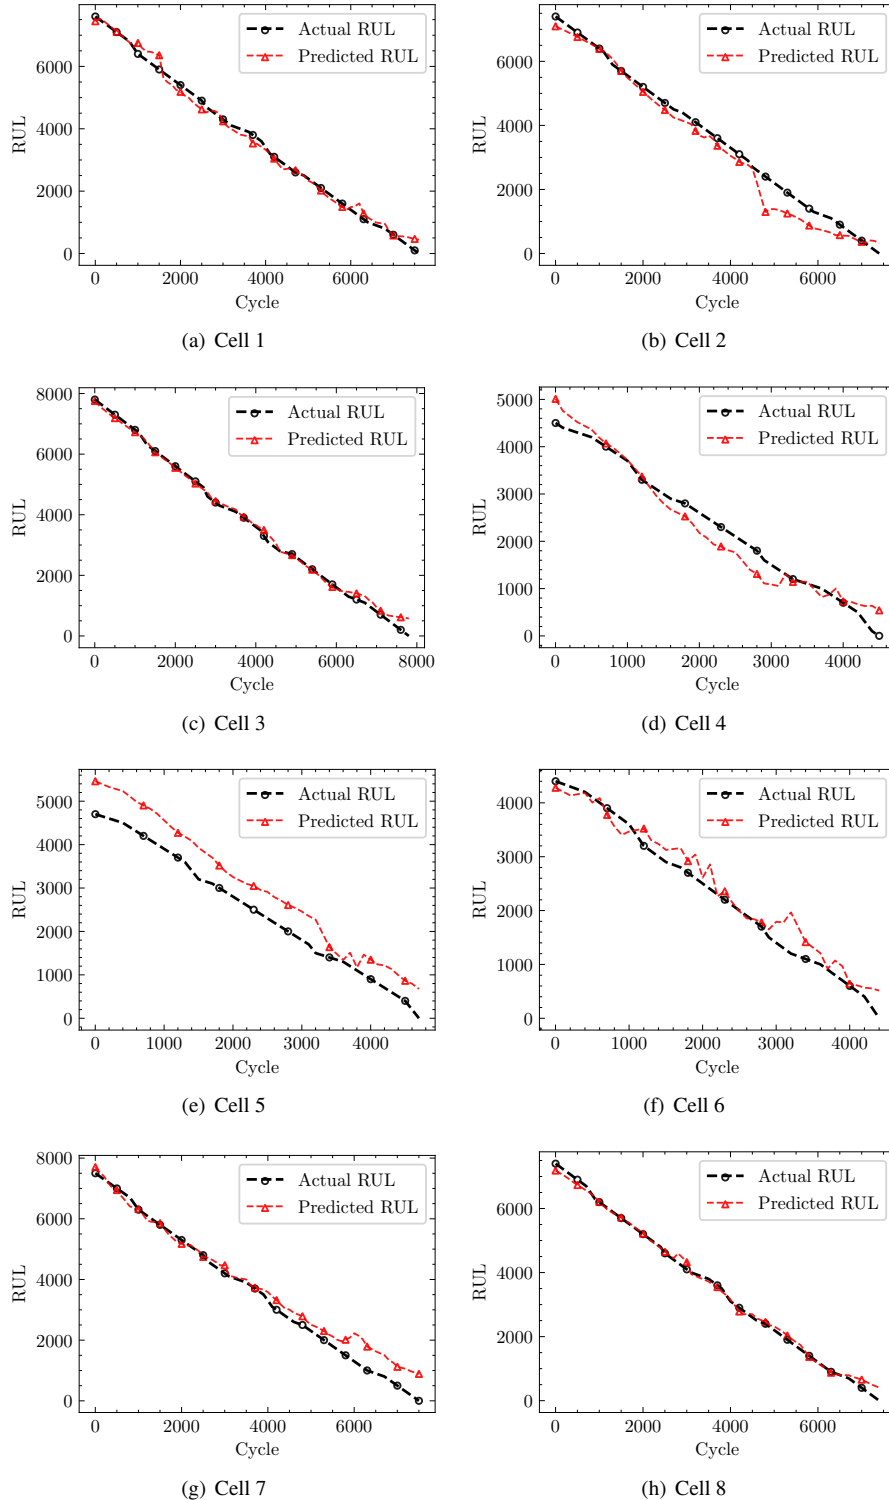 Actual RUL
Predicted RUL
RUL
6000
4000
2000
0
0 2000 4000 6000
Cycle
(a) Cell 1
Actual RUL
Predicted RUL
RUL
6000
4000
2000
0
0 2000 4000 6000
Cycle
(b) Cell 2
Actual RUL
Predicted RUL
RUL
8000
6000
4000
2000
0
0 2000 4000 6000 8000
Cycle
(c) Cell 3
Actual RUL
Predicted RUL
RUL
5000
4000
3000
2000
1000
0
0 1000 2000 3000 4000
Cycle
(d) Cell 4
Actual RUL
Predicted RUL
RUL
5000
4000
3000
2000
1000
0
0 1000 2000 3000 4000
Cycle
(e) Cell 5
Actual RUL
Predicted RUL
RUL
4000
3000
2000
1000
0
0 1000 2000 3000 4000
Cycle
(f) Cell 6
Actual RUL
Predicted RUL
RUL
8000
6000
4000
2000
0
0 2000 4000 6000
Cycle
(g) Cell 7
Actual RUL
Predicted RUL
RUL
6000
4000
2000
0
0 2000 4000 6000
Cycle
(h) Cell 8